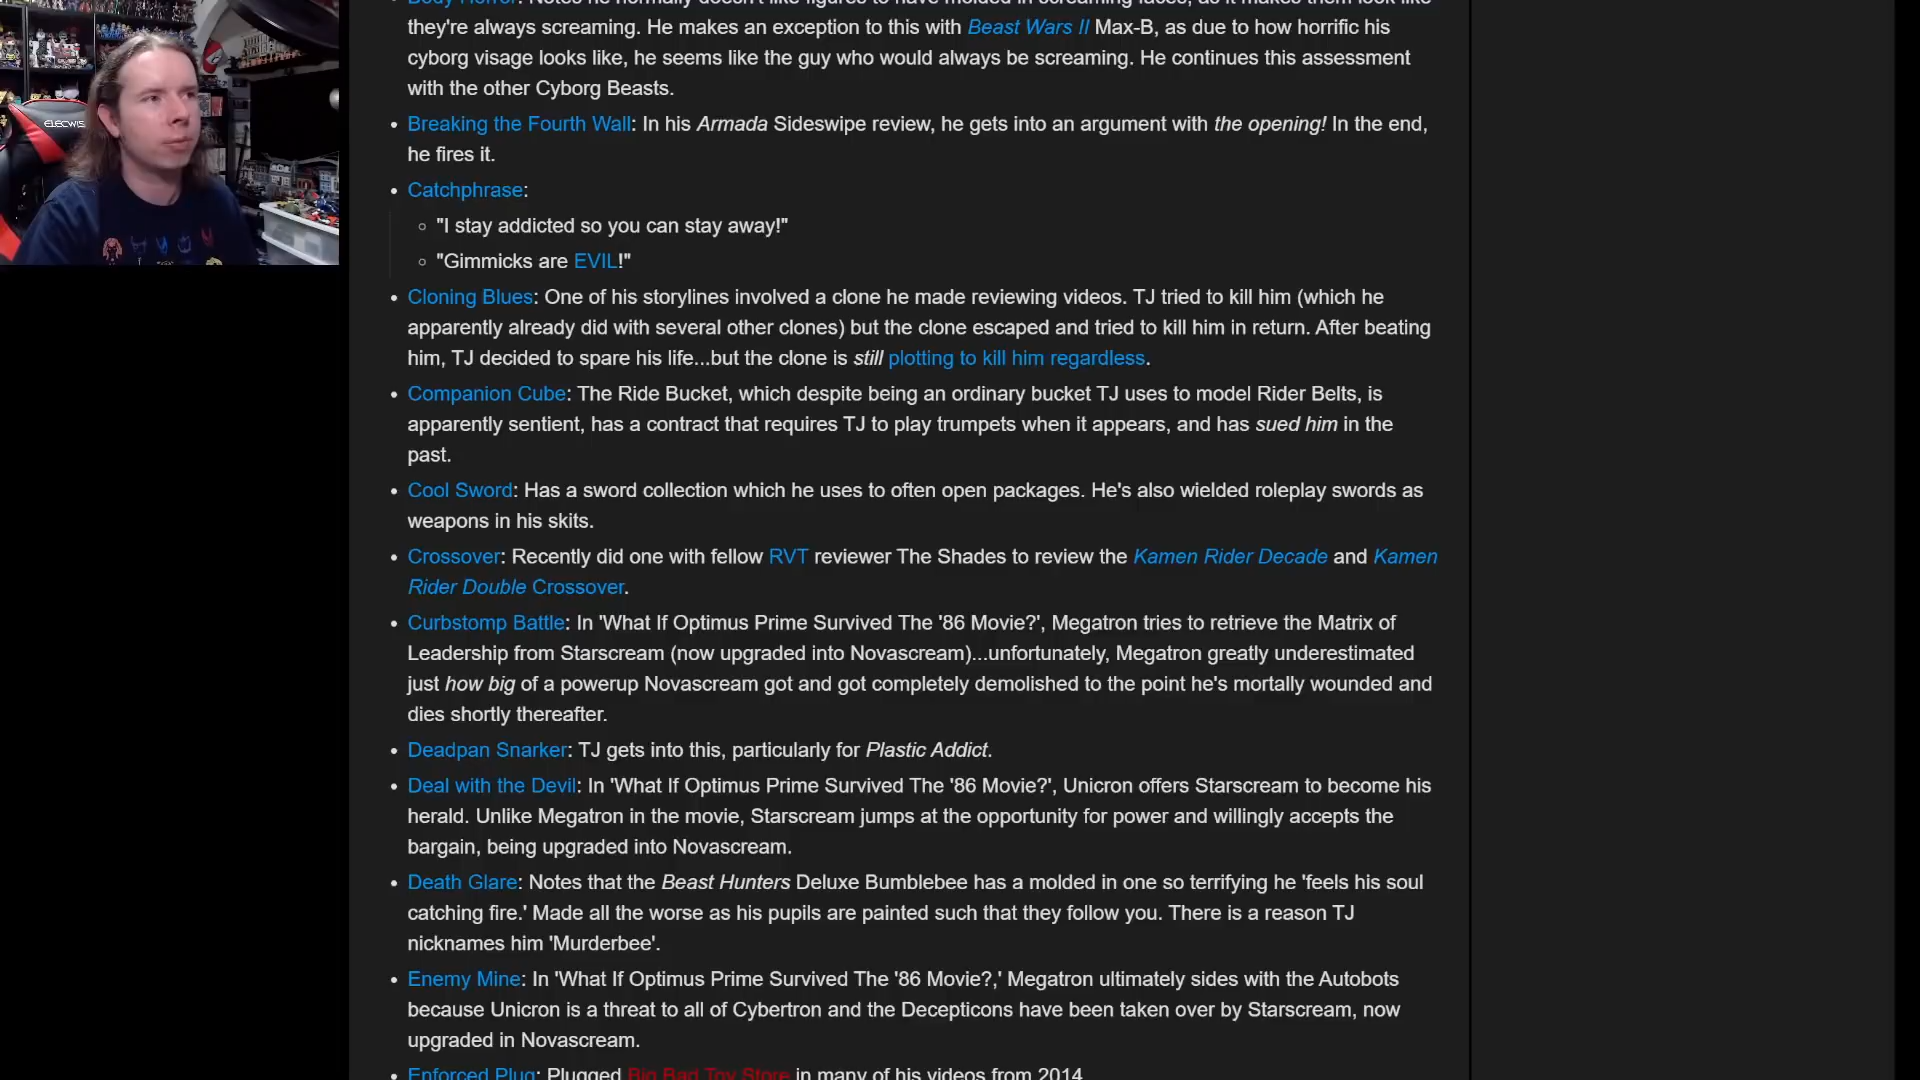 Body Horror: Notes he normally doesn't like figures to have molded in screaming faces, as it makes them look like
they're always screaming. He makes an exception to this with Beast Wars II Max-B, as due to how horrific his
cyborg visage looks like, he seems like the guy who would always be screaming. He continues this assessment
with the other Cyborg Beasts.
ELECWIS
• Breaking the Fourth Wall: In his Armada Sideswipe review, he gets into an argument with the opening! In the end,
he fires it.
• Catchphrase:
◦ "I stay addicted so you can stay away!"
◦ "Gimmicks are EVIL!"
• Cloning Blues: One of his storylines involved a clone he made reviewing videos. TJ tried to kill him (which he
apparently already did with several other clones) but the clone escaped and tried to kill him in return. After beating
him, TJ decided to spare his life...but the clone is still plotting to kill him regardless.
• Companion Cube: The Ride Bucket, which despite being an ordinary bucket TJ uses to model Rider Belts, is
apparently sentient, has a contract that requires TJ to play trumpets when it appears, and has sued him in the
past.
• Cool Sword: Has a sword collection which he uses to often open packages. He's also wielded roleplay swords as
weapons in his skits.
• Crossover: Recently did one with fellow RVT reviewer The Shades to review the Kamen Rider Decade and Kamen
Rider Double Crossover.
• Curbstomp Battle: In 'What If Optimus Prime Survived The '86 Movie?', Megatron tries to retrieve the Matrix of
Leadership from Starscream (now upgraded into Novascream)...unfortunately, Megatron greatly underestimated
just how big of a powerup Novascream got and got completely demolished to the point he's mortally wounded and
dies shortly thereafter.
• Deadpan Snarker: TJ gets into this, particularly for Plastic Addict.
• Deal with the Devil: In 'What If Optimus Prime Survived The '86 Movie?', Unicron offers Starscream to become his
herald. Unlike Megatron in the movie, Starscream jumps at the opportunity for power and willingly accepts the
bargain, being upgraded into Novascream.
• Death Glare: Notes that the Beast Hunters Deluxe Bumblebee has a molded in one so terrifying he 'feels his soul
catching fire.' Made all the worse as his pupils are painted such that they follow you. There is a reason TJ
nicknames him 'Murderbee'.
• Enemy Mine: In 'What If Optimus Prime Survived The '86 Movie?,' Megatron ultimately sides with the Autobots
because Unicron is a threat to all of Cybertron and the Decepticons have been taken over by Starscream, now
upgraded in Novascream.
• Enforced Plug: Plugged Big Bad Toy Store in many of his videos from 2014.